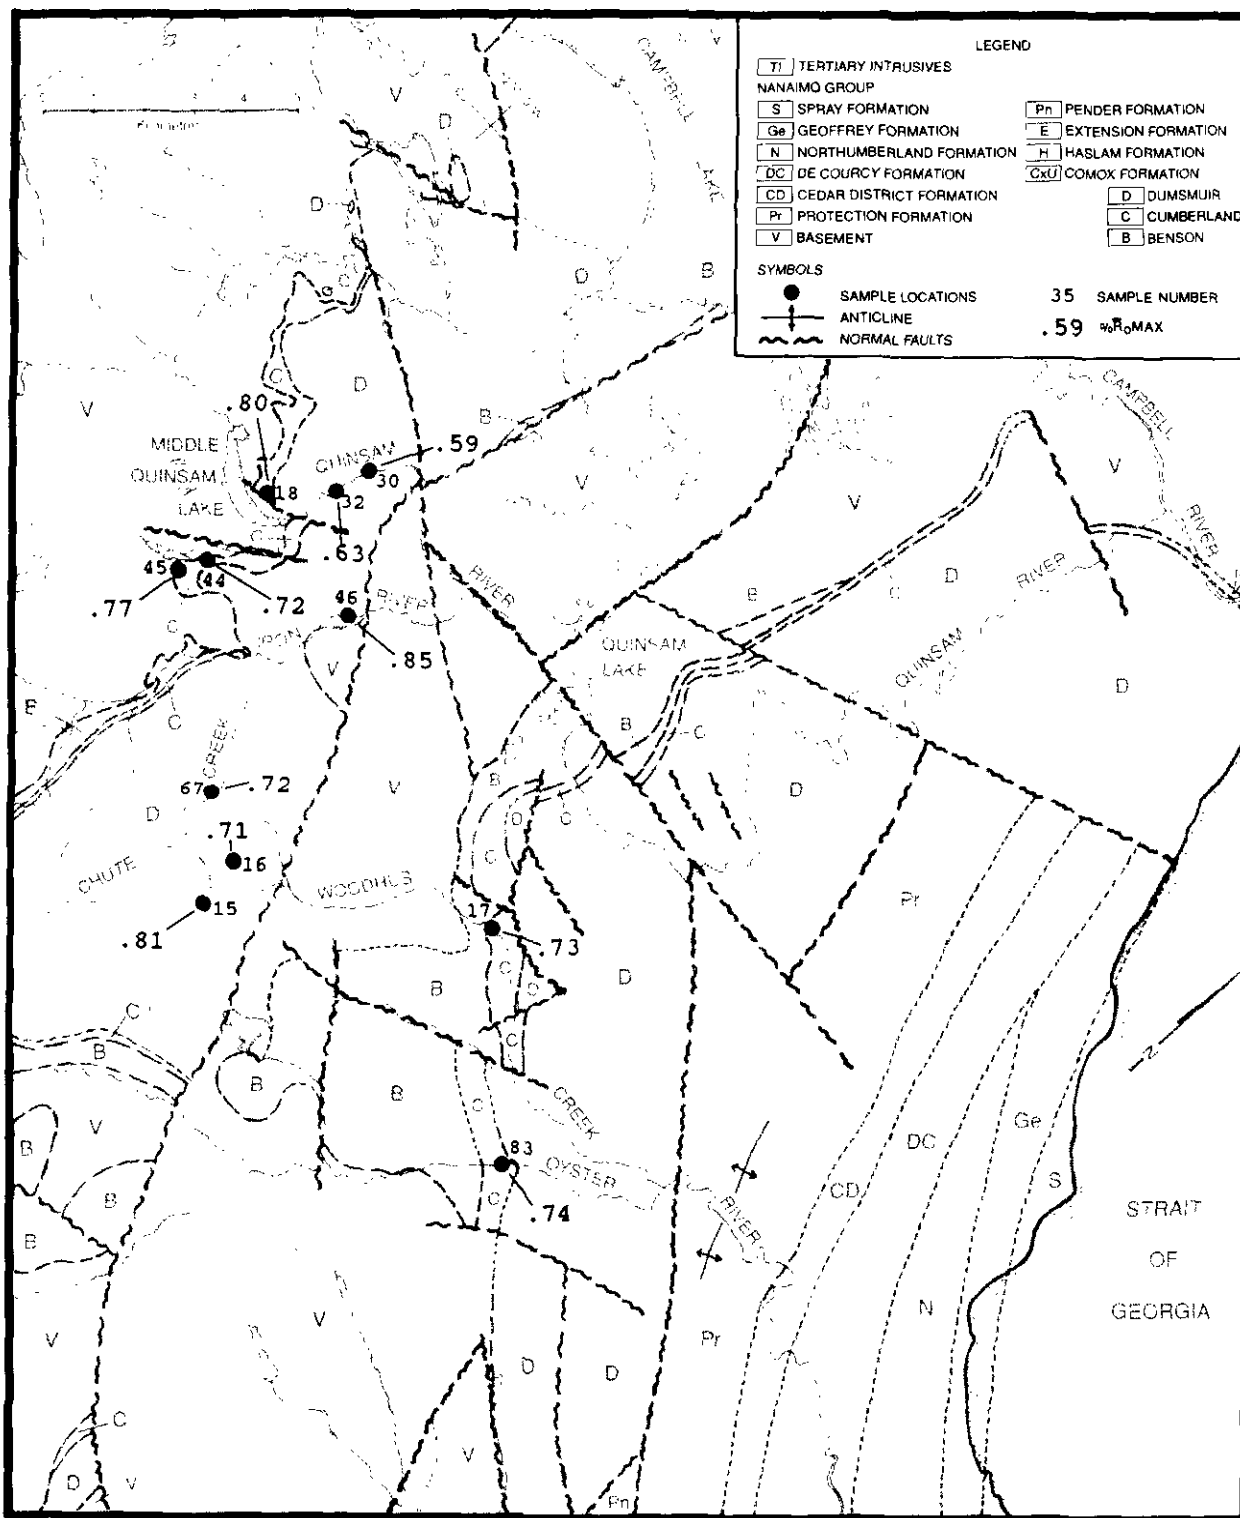 LEGEND
TI TERTIARY INTRUSIVES
NANAIMO GROUP
S SPRAY FORMATION
Ge GEOFFREY FORMATION
N NORTHUMBERLAND FORMATION
DC DE COURCY FORMATION
CD CEDAR DISTRICT FORMATION
Pr PROTECTION FORMATION
V BASEMENT
Pn PENDER FORMATION
E EXTENSION FORMATION
H HASLAM FORMATION
CxU COMOX FORMATION
D DUMSMUIR
C CUMBERLAND
B BENSON
SYMBOLS
SAMPLE LOCATIONS
ANTICLINE
NORMAL FAULTS
35 SAMPLE NUMBER
.59 %R̄oMAX
CAMPBELL
LAKE
V
V
D
D
D
B
C
C
D
V
.80
MIDDLE
QUINSAM
LAKE
18
QUINSAM
.59
30
32
.63
B
V
V
CAMPBELL
RIVER
V
45
(44
.77
.72
C
46
RIVER
IRON
.85
V
RIVER
QUINSAM
LAKE
B
C
D
RIVER
QUINSAM
D
B
C
CREEK
67
.72
D
.71
16
CHUTE
15
.81
V
B
D
C
C
B
C
D
WOODHUS
17
.73
C
D
B
C
D
Pr
C
B
B
B
C
CREEK
V
B
B
B
83
OYSTER
C
.74
RIVER
CD
DC
Ge
S
N
STRAIT
OF
GEORGIA
V
V
Pr
D
D
C
D
V
V
Pn